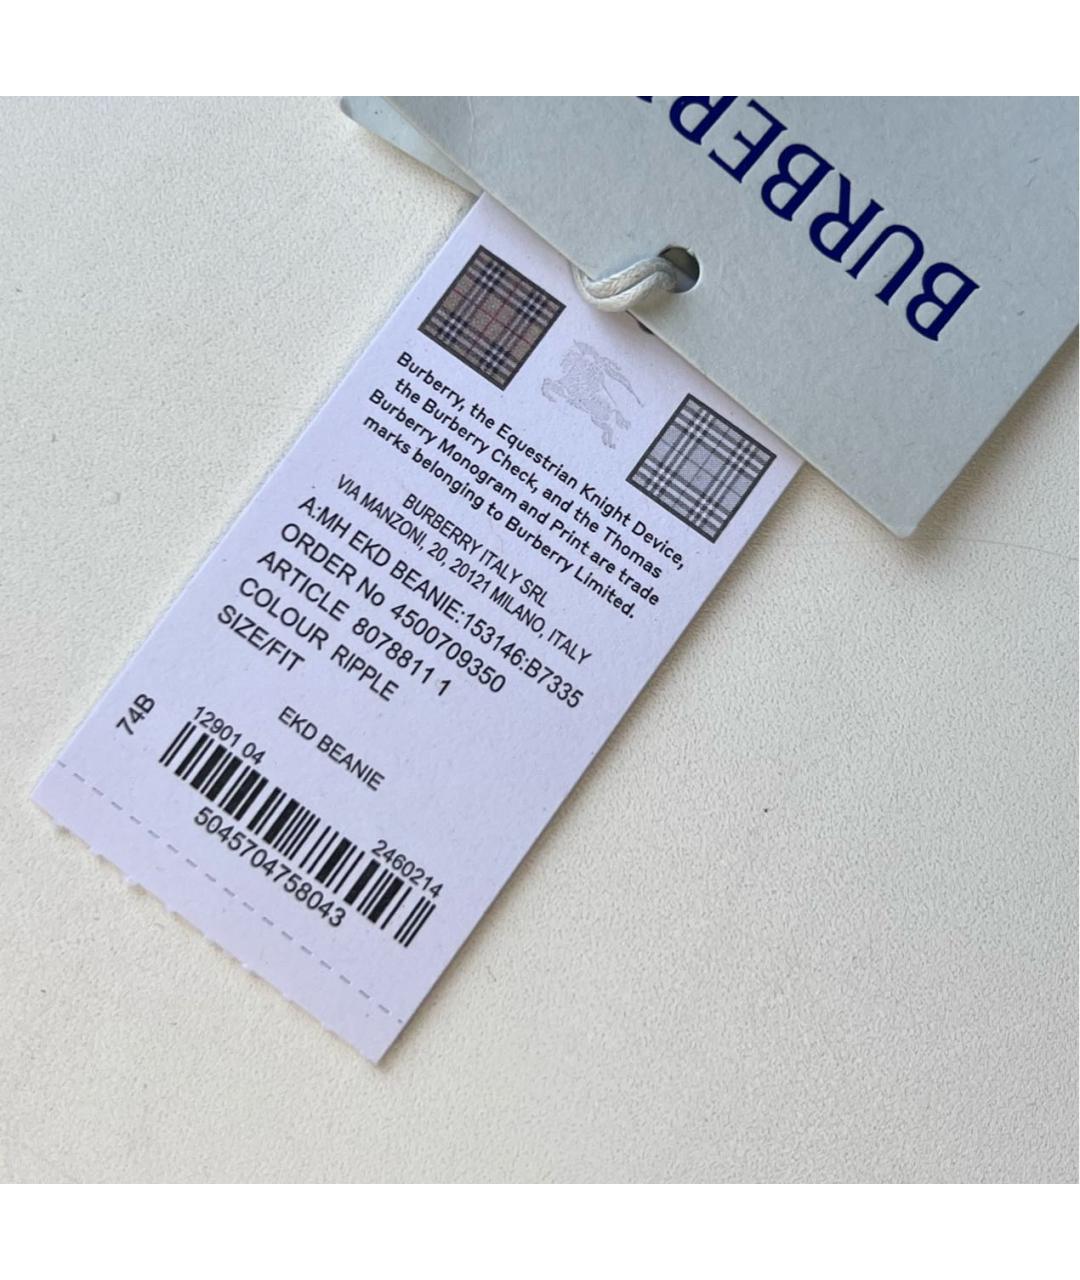 BURBER
Burberry, the Equestrian Knight Device,
the Burberry Check, and the Thomas
Burberry Monogram and Print are trade
marks belonging to Burberry Limited.
BURBERRY ITALY SRL
VIA MANZONI, 20, 20121 MILANO, ITALY
A:MH EKD BEANIE:153146:B7335
ORDER No 4500709350
ARTICLE 8078811 1
COLOUR RIPPLE
SIZE/FIT
EKD BEANIE
74B
12901 04
2460214
5045704758043